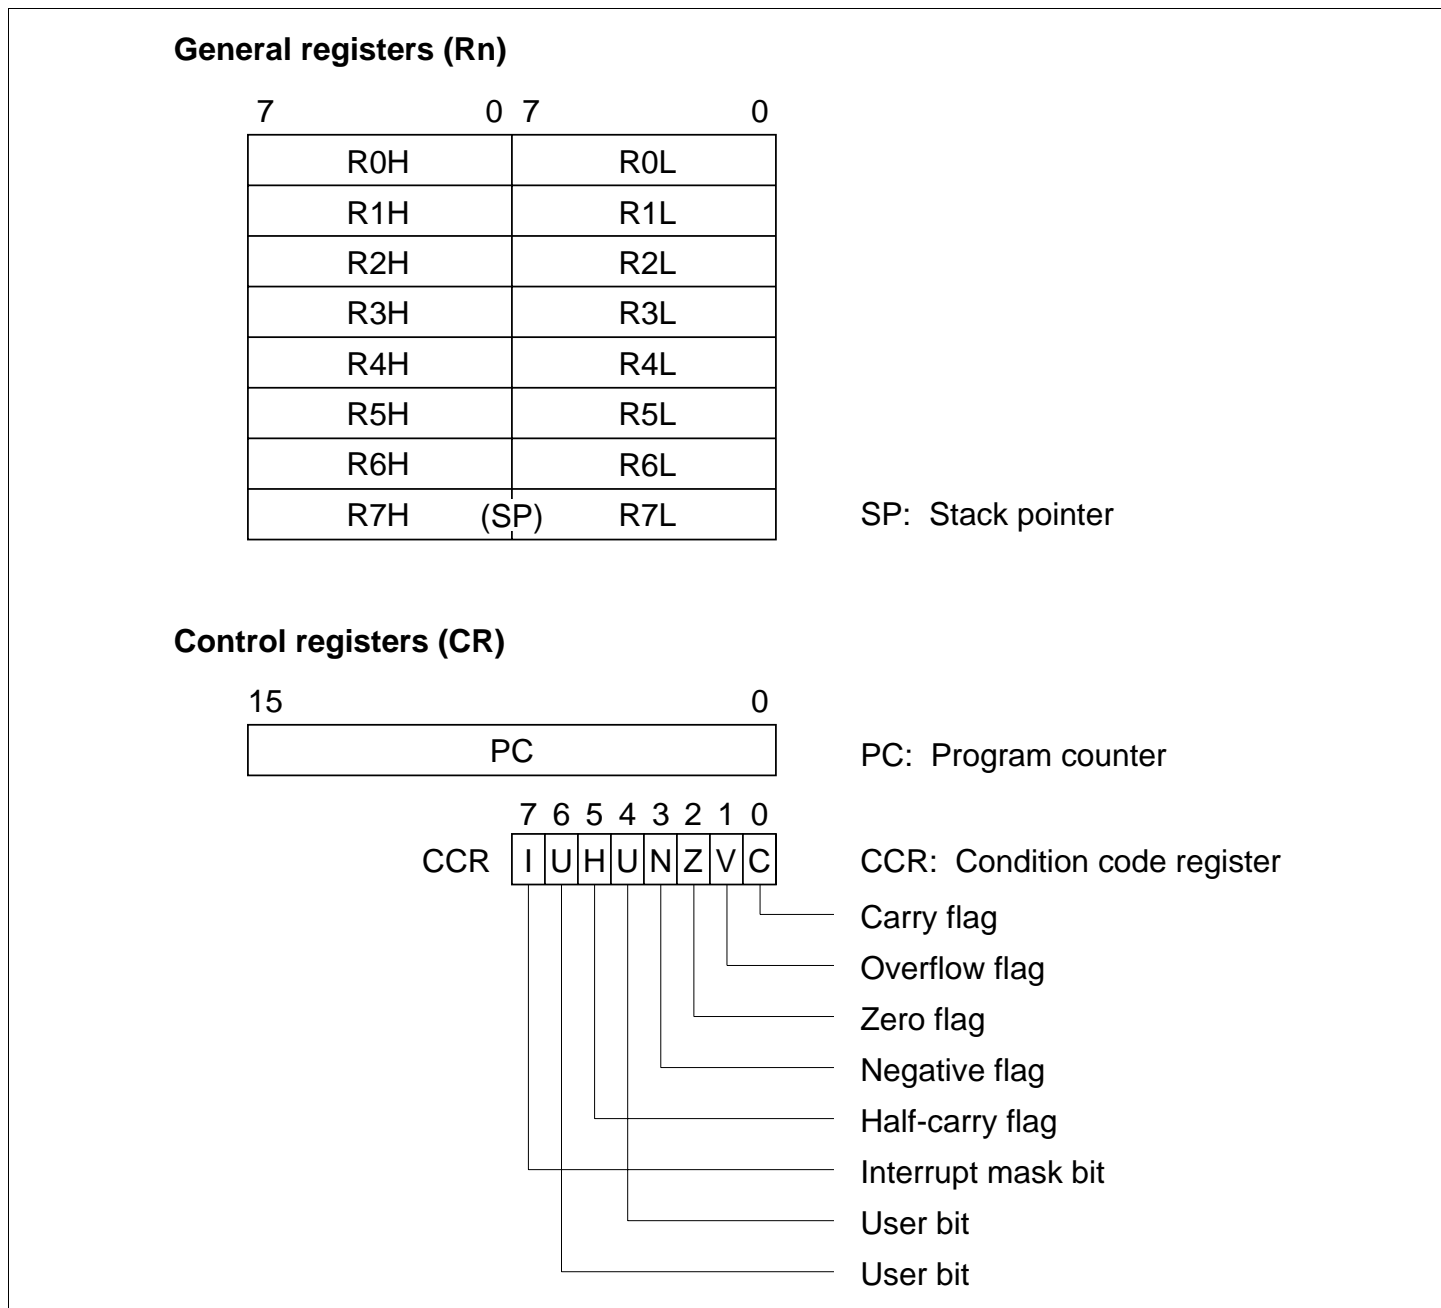 General registers (Rn)
7 0 7 0
R0H R0L
R1H R1L
R2H R2L
R3H R3L
R4H R4L
R5H R5L
R6H R6L
R7H (SP) R7L SP: Stack pointer
Control registers (CR)
15 0
PC PC: Program counter
7 6 5 4 3 2 1 0
CCR I U H U N Z V C CCR: Condition code register
Carry flag
Overflow flag
Zero flag
Negative flag
Half-carry flag
Interrupt mask bit
User bit
User bit